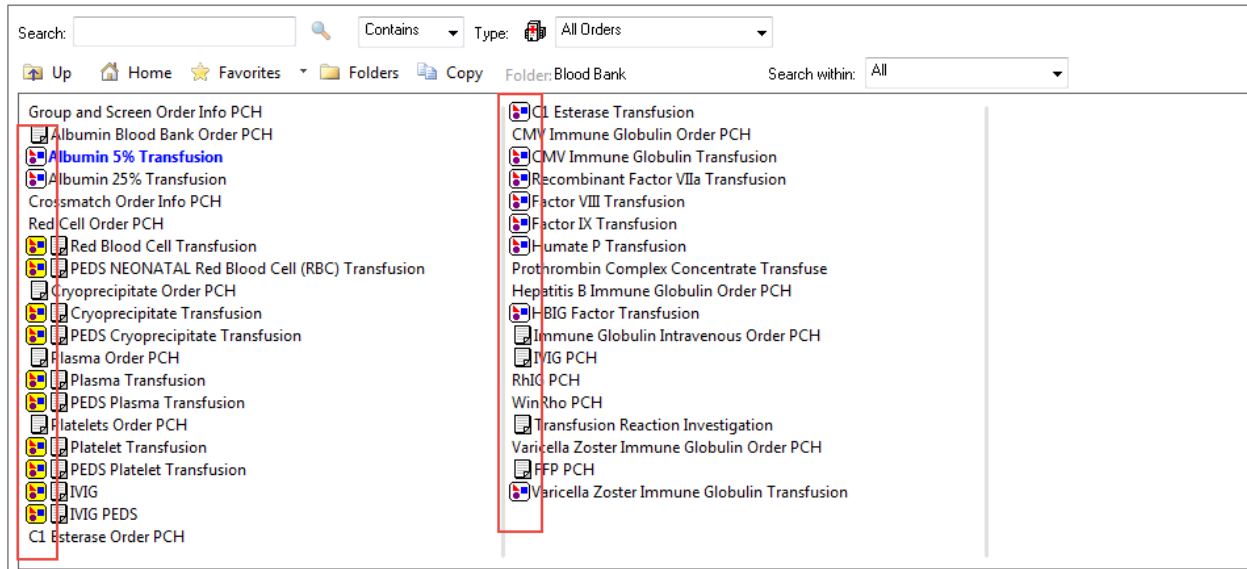 Search: Contains Type: All Orders
Up Home Favorites Folders Copy Folder: Blood Bank Search within: All
Group and Screen Order Info PCH
Albumin Blood Bank Order PCH
Albumin 5% Transfusion
Albumin 25% Transfusion
Crossmatch Order Info PCH
Red Cell Order PCH
Red Blood Cell Transfusion
PEDS NEONATAL Red Blood Cell (RBC) Transfusion
Cryoprecipitate Order PCH
Cryoprecipitate Transfusion
PEDS Cryoprecipitate Transfusion
Plasma Order PCH
Plasma Transfusion
PEDS Plasma Transfusion
Platelets Order PCH
Platelet Transfusion
PEDS Platelet Transfusion
IVIG
IVIG PEDS
C1 Esterase Order PCH
C1 Esterase Transfusion
CMV Immune Globulin Order PCH
CMV Immune Globulin Transfusion
Recombinant Factor VIIa Transfusion
Factor VIII Transfusion
Factor IX Transfusion
Humate P Transfusion
Prothrombin Complex Concentrate Transfuse
Hepatitis B Immune Globulin Order PCH
HBIG Factor Transfusion
Immune Globulin Intravenous Order PCH
IVIG PCH
RhIG PCH
WinRho PCH
Transfusion Reaction Investigation
Varicella Zoster Immune Globulin Order PCH
FFP PCH
Varicella Zoster Immune Globulin Transfusion